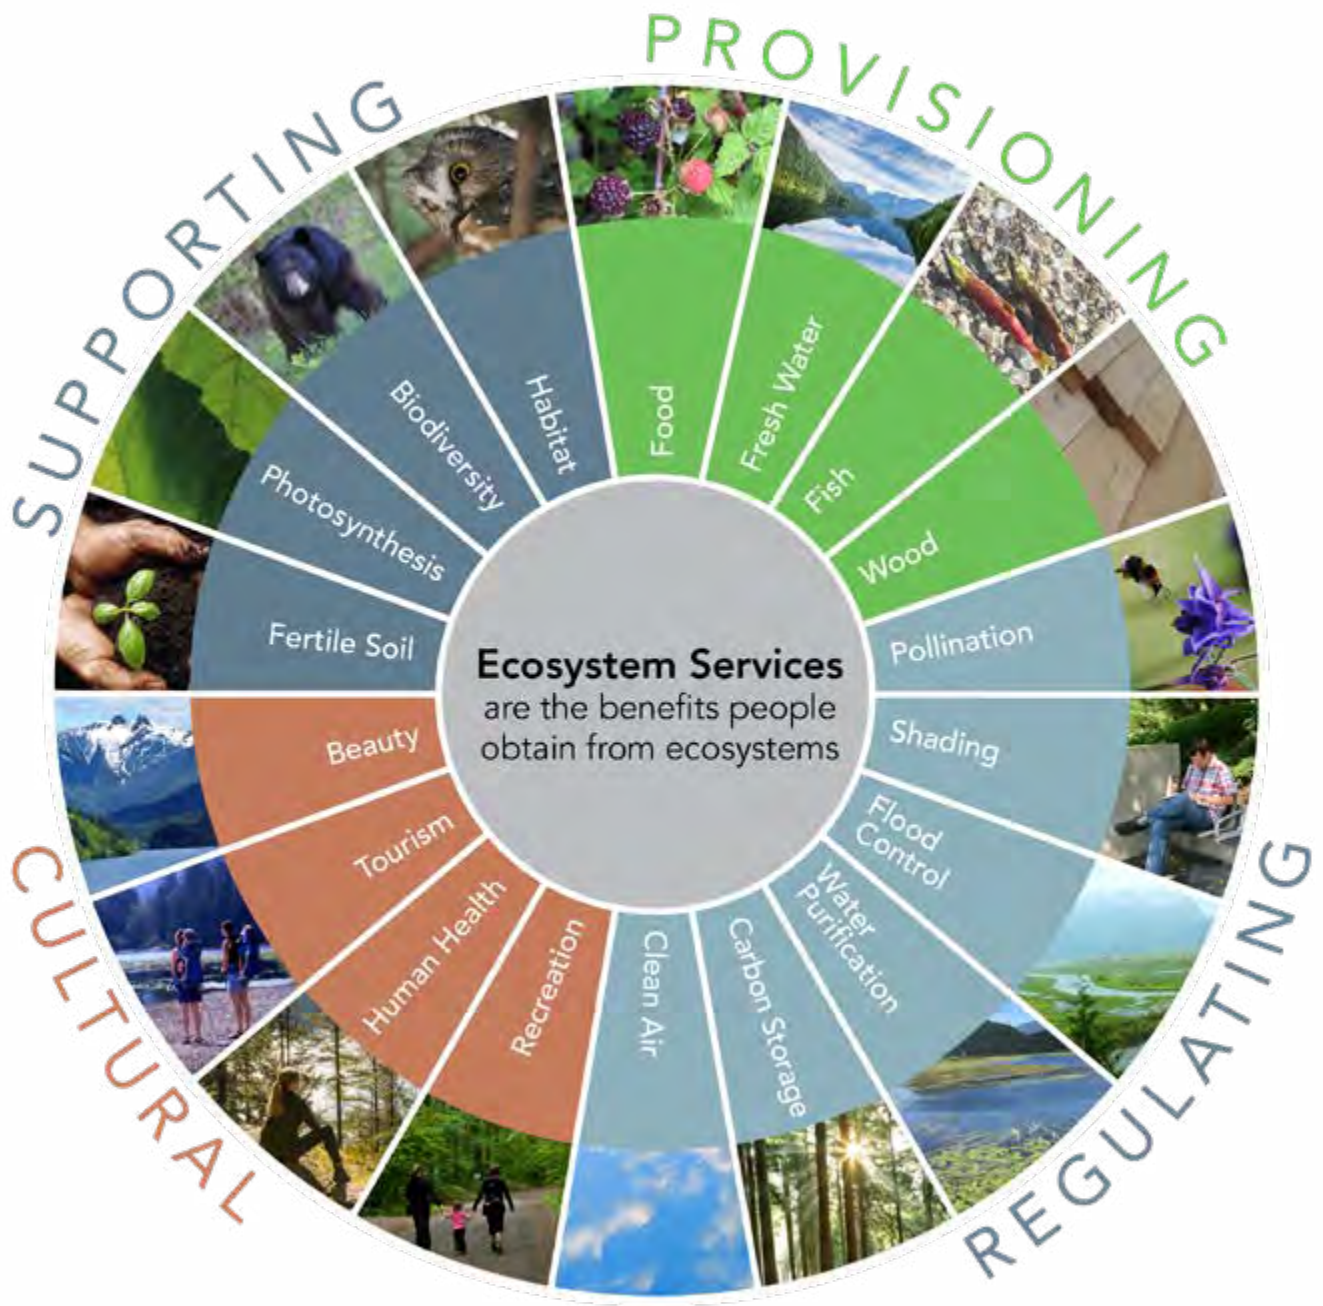 PROVISIONING
SUPPORTING
Food
Fresh Water
Fish
Wood
Pollination
Shading
Flood
Control
Water
Purification
Carbon Storage
Clean Air
Recreation
Human Health
Tourism
Beauty
Fertile Soil
Photosynthesis
Biodiversity
Habitat
Ecosystem Services
are the benefits people
obtain from ecosystems
CULTURAL
REGULATING